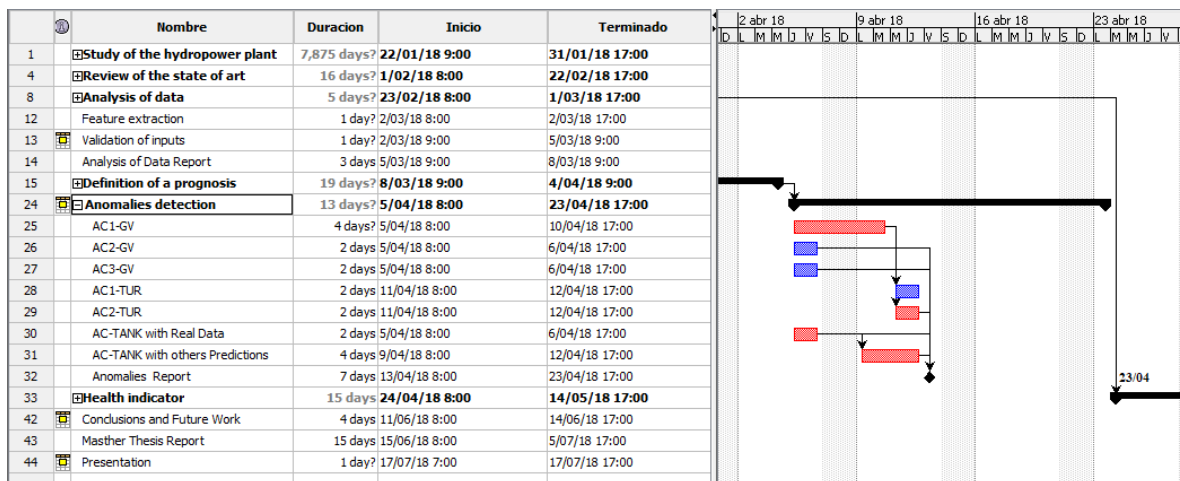 Nombre Duracion Inicio Terminado
2 abr 18 9 abr 18 16 abr 18 23 abr 18
D L M M J V S D L M M J V S D L M M J V S D L M M J V
1 Study of the hydropower plant 7,875 days? 22/01/18 9:00 31/01/18 17:00
4 Review of the state of art 16 days? 1/02/18 8:00 22/02/18 17:00
8 Analysis of data 5 days? 23/02/18 8:00 1/03/18 17:00
12 Feature extraction 1 day? 2/03/18 8:00 2/03/18 17:00
13 Validation of inputs 1 day? 2/03/18 9:00 5/03/18 9:00
14 Analysis of Data Report 3 days 5/03/18 9:00 8/03/18 9:00
15 Definition of a prognosis 19 days? 8/03/18 9:00 4/04/18 9:00
24 Anomalies detection 13 days? 5/04/18 8:00 23/04/18 17:00
25 AC1-GV 4 days? 5/04/18 8:00 10/04/18 17:00
26 AC2-GV 2 days 5/04/18 8:00 6/04/18 17:00
27 AC3-GV 2 days 5/04/18 8:00 6/04/18 17:00
28 AC1-TUR 2 days 11/04/18 8:00 12/04/18 17:00
29 AC2-TUR 2 days 11/04/18 8:00 12/04/18 17:00
30 AC-TANK with Real Data 2 days 5/04/18 8:00 6/04/18 17:00
31 AC-TANK with others Predictions 4 days 9/04/18 8:00 12/04/18 17:00
32 Anomalies Report 7 days 13/04/18 8:00 23/04/18 17:00
23/04
33 Health indicator 15 days 24/04/18 8:00 14/05/18 17:00
42 Conclusions and Future Work 4 days 11/06/18 8:00 14/06/18 17:00
43 Masther Thesis Report 15 days 15/06/18 8:00 5/07/18 17:00
44 Presentation 1 day? 17/07/18 7:00 17/07/18 17:00